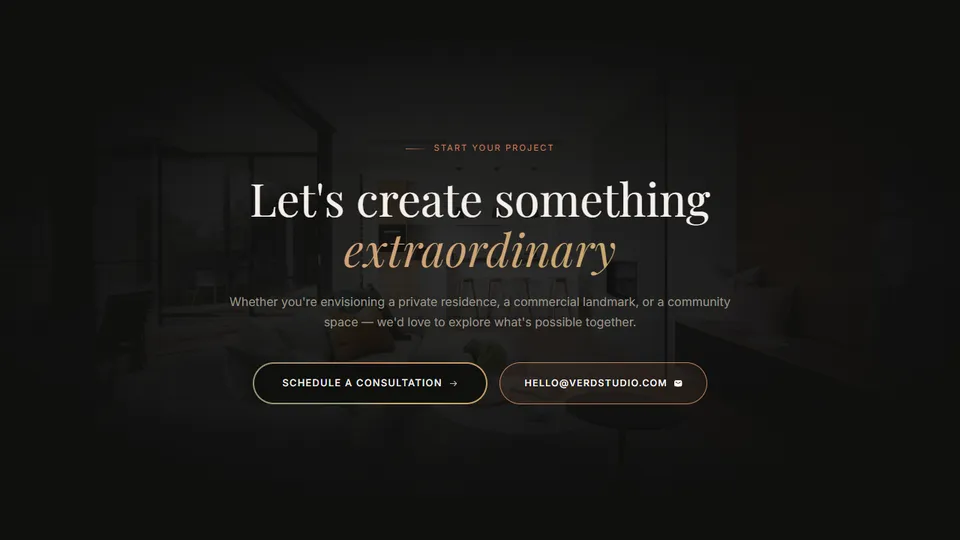 START YOUR PROJECT
Let's create something
extraordinary
Whether you're envisioning a private residence, a commercial landmark, or a community
space — we'd love to explore what's possible together.
SCHEDULE A CONSULTATION →
HELLO@VERDSTUDIO.COM